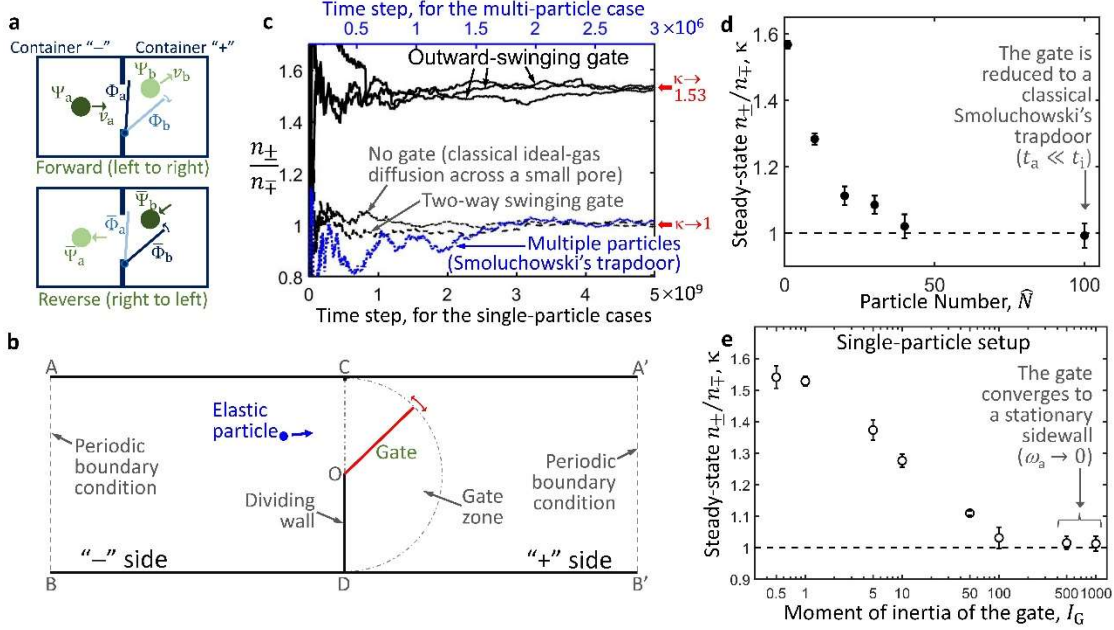 a
Container “−”
Container “+”
Ψa
va
Φa
Ψb
vb
Φb
Forward (left to right)
Ψ̅a
Φ̅a
Ψ̅b
Φ̅b
Reverse (right to left)
c
Time step, for the multi-particle case
0 0.5 1 1.5 2 2.5 3 ×10⁶
n± / n∓
1.6
1.4
1.2
1
0.8
Outward-swinging gate
κ→
1.53
No gate (classical ideal-gas
diffusion across a small pore)
Two-way swinging gate
κ→1
Multiple particles
(Smoluchowski’s trapdoor)
0 1 2 3 4 5 ×10⁹
Time step, for the single-particle cases
b
A
C
A’
Elastic
particle
Gate
Periodic
boundary
condition
O
Dividing
wall
Gate
zone
Periodic
boundary
condition
“−” side
“+” side
B
D
B’
d
Steady-state n±/n∓, κ
1.6
1.4
1.2
1
The gate is
reduced to a
classical
Smoluchowski’s
trapdoor
(ta ≪ ti)
0 50 100
Particle Number, N̂
e
Steady-state n±/n∓, κ
1.6
1.5
1.4
1.3
1.2
1.1
1
0.9
Single-particle setup
The gate
converges to
a stationary
sidewall
(ωa → 0)
0.5 1 5 10 50 100 500 1000
Moment of inertia of the gate, IG